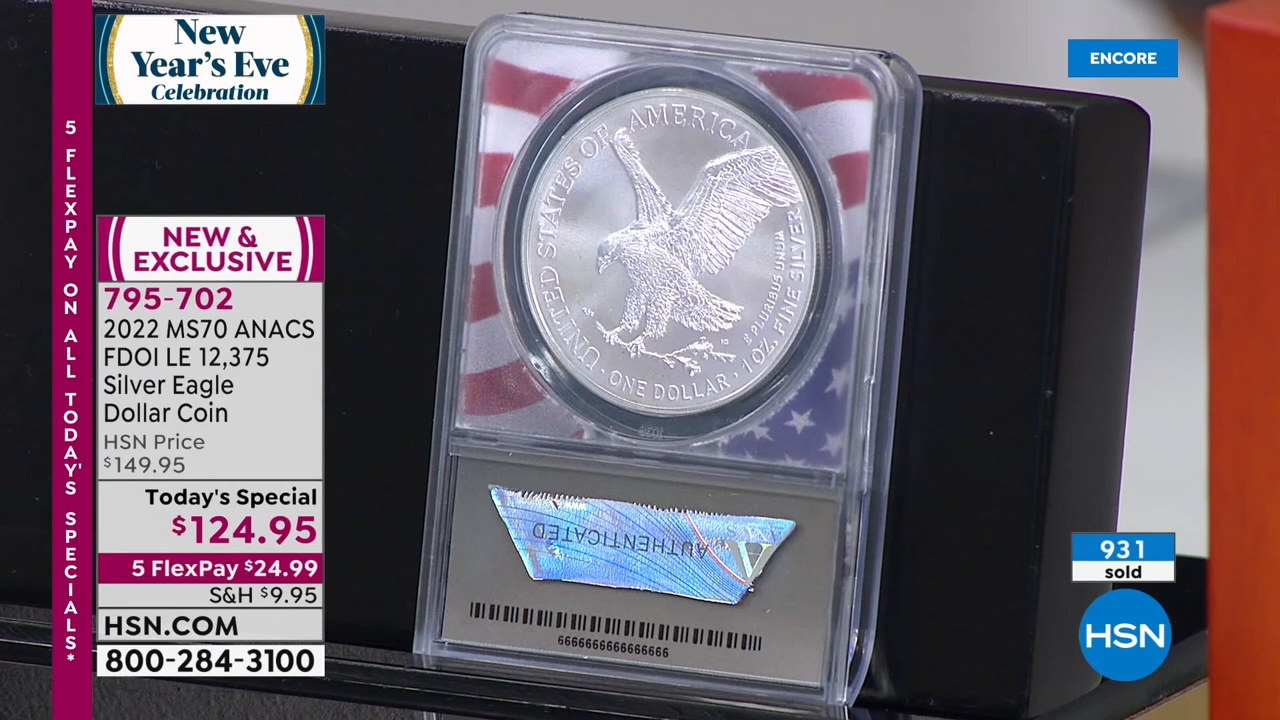 New
Year's Eve
Celebration
ENCORE
5 FLEXPAY ON ALL TODAY'S SPECIALS*
NEW &
EXCLUSIVE
795-702
2022 MS70 ANACS
FDOI LE 12,375
Silver Eagle
Dollar Coin
HSN Price
$149.95
Today's Special
$124.95
5 FlexPay $24.99
S&H $9.95
HSN.COM
800-284-3100
UNITED STATES OF AMERICA
E PLURIBUS UNUM
1 OZ. FINE SILVER
· ONE DOLLAR ·
AUTHENTICATED
6666666666666666
931
sold
HSN